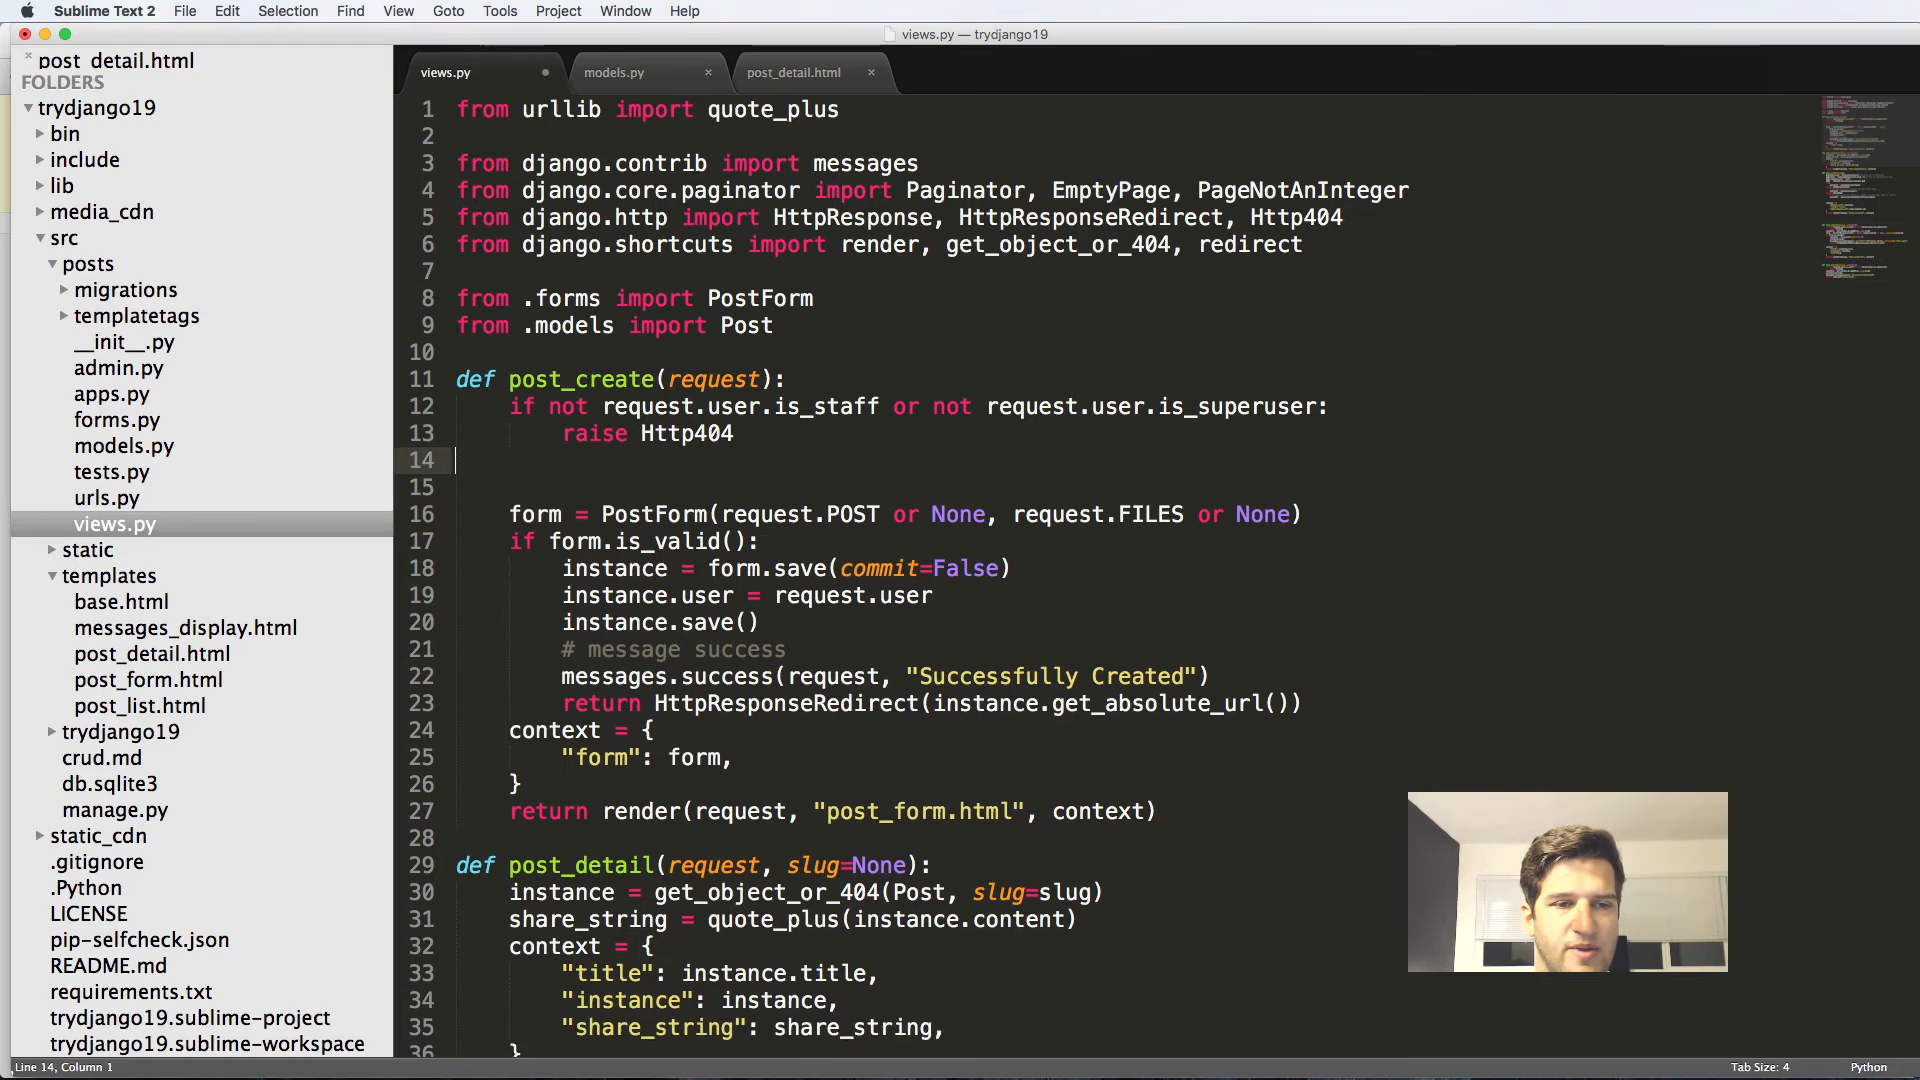 Sublime Text 2 File Edit Selection Find View Goto Tools Project Window Help
views.py — trydjango19
post_detail.html
FOLDERS
trydjango19
bin
include
lib
media_cdn
src
posts
migrations
templatetags
__init__.py
admin.py
apps.py
forms.py
models.py
tests.py
urls.py
views.py
static
templates
base.html
messages_display.html
post_detail.html
post_form.html
post_list.html
trydjango19
crud.md
db.sqlite3
manage.py
static_cdn
.gitignore
.Python
LICENSE
pip-selfcheck.json
README.md
requirements.txt
trydjango19.sublime-project
trydjango19.sublime-workspace
views.py models.py post_detail.html
1 from urllib import quote_plus
2
3 from django.contrib import messages
4 from django.core.paginator import Paginator, EmptyPage, PageNotAnInteger
5 from django.http import HttpResponse, HttpResponseRedirect, Http404
6 from django.shortcuts import render, get_object_or_404, redirect
7
8 from .forms import PostForm
9 from .models import Post
10
11 def post_create(request):
12     if not request.user.is_staff or not request.user.is_superuser:
13         raise Http404
14
15
16     form = PostForm(request.POST or None, request.FILES or None)
17     if form.is_valid():
18         instance = form.save(commit=False)
19         instance.user = request.user
20         instance.save()
21         # message success
22         messages.success(request, "Successfully Created")
23         return HttpResponseRedirect(instance.get_absolute_url())
24     context = {
25         "form": form,
26     }
27     return render(request, "post_form.html", context)
28
29 def post_detail(request, slug=None):
30     instance = get_object_or_404(Post, slug=slug)
31     share_string = quote_plus(instance.content)
32     context = {
33         "title": instance.title,
34         "instance": instance,
35         "share_string": share_string,
36     }
Line 14, Column 1 Tab Size: 4 Python